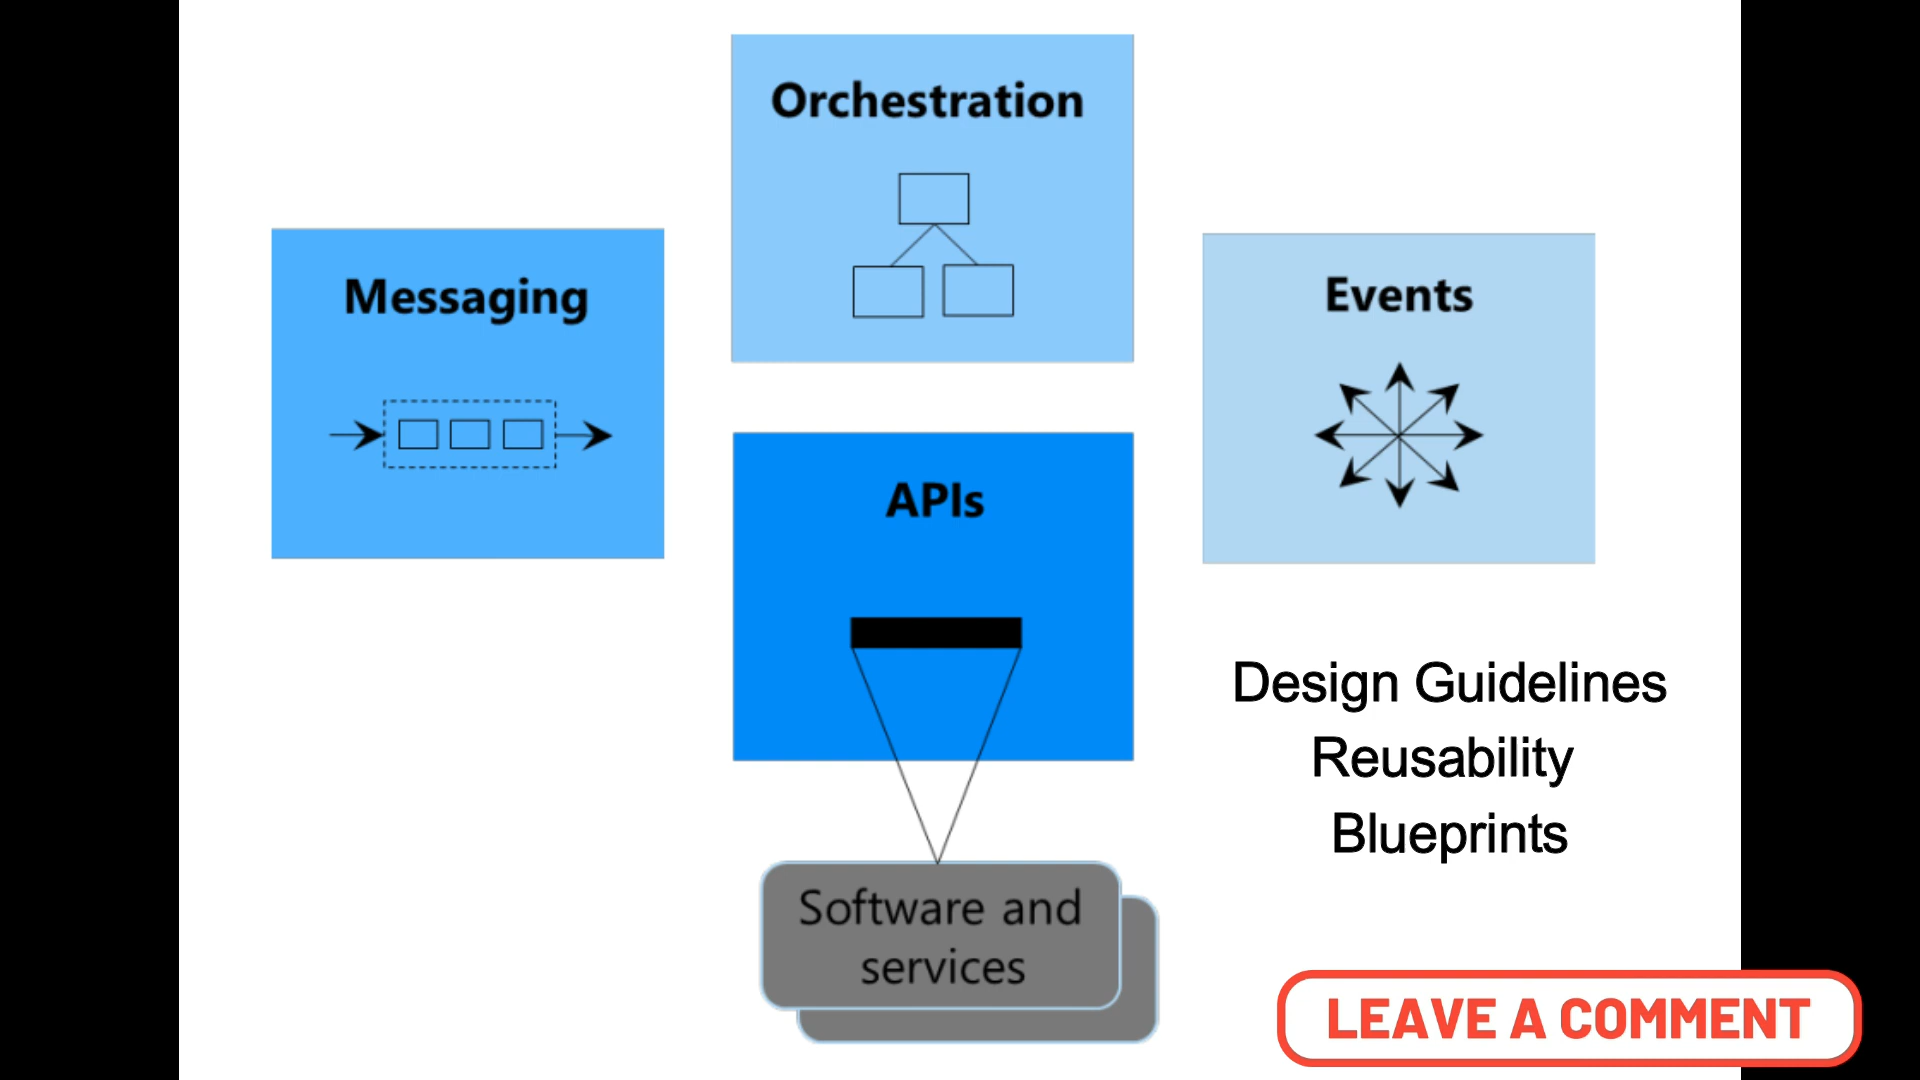 Orchestration
Messaging
Events
APIs
Design Guidelines
Reusability
Blueprints
Software and
services
LEAVE A COMMENT